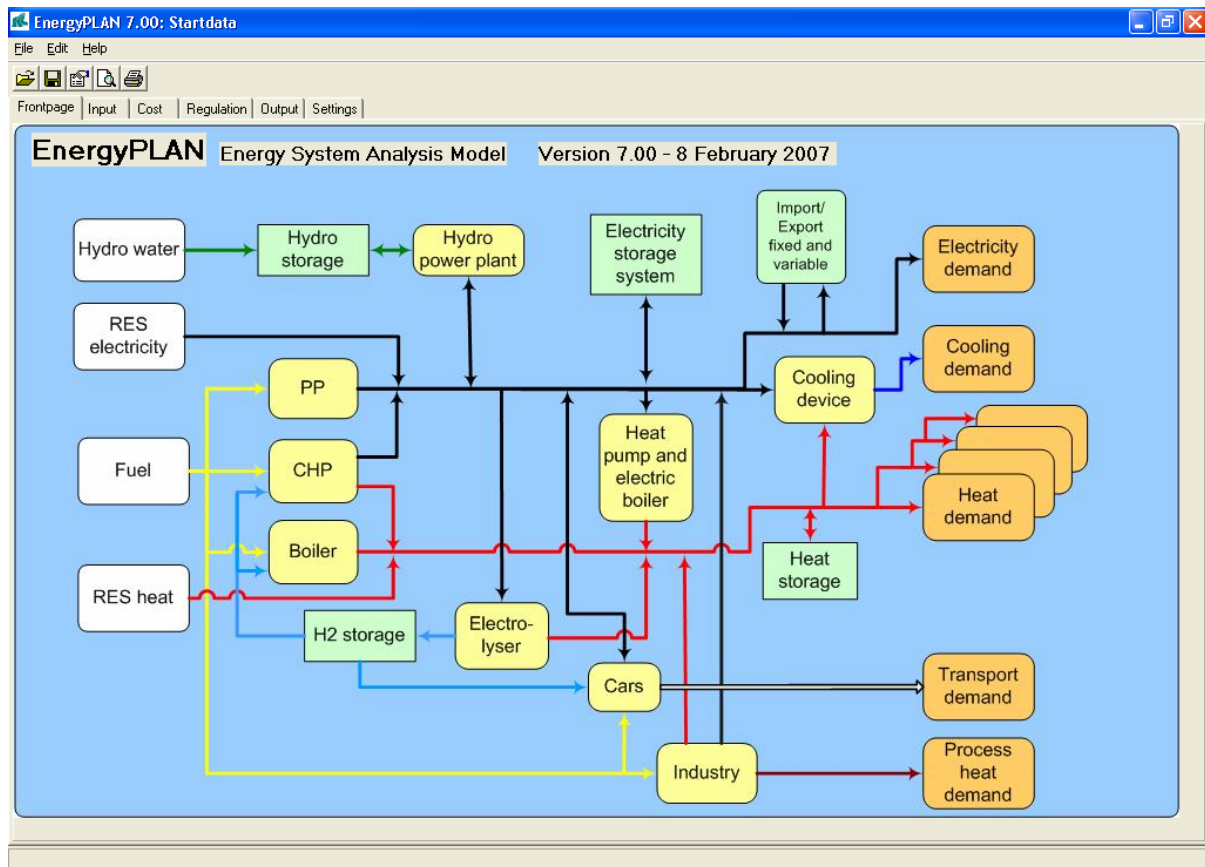 EnergyPLAN 7.00: Startdata
File Edit Help
Frontpage Input Cost Regulation Output Settings
EnergyPLAN Energy System Analysis Model Version 7.00 - 8 February 2007
Hydro water
Hydro
storage
Hydro
power plant
Electricity
storage
system
Import/
Export
fixed and
variable
Electricity
demand
RES
electricity
PP
Cooling
device
Cooling
demand
Fuel
CHP
Heat
pump and
electric
boiler
Heat
demand
Boiler
Heat
storage
RES heat
H2 storage
Electro-
lyser
Cars
Transport
demand
Industry
Process
heat
demand